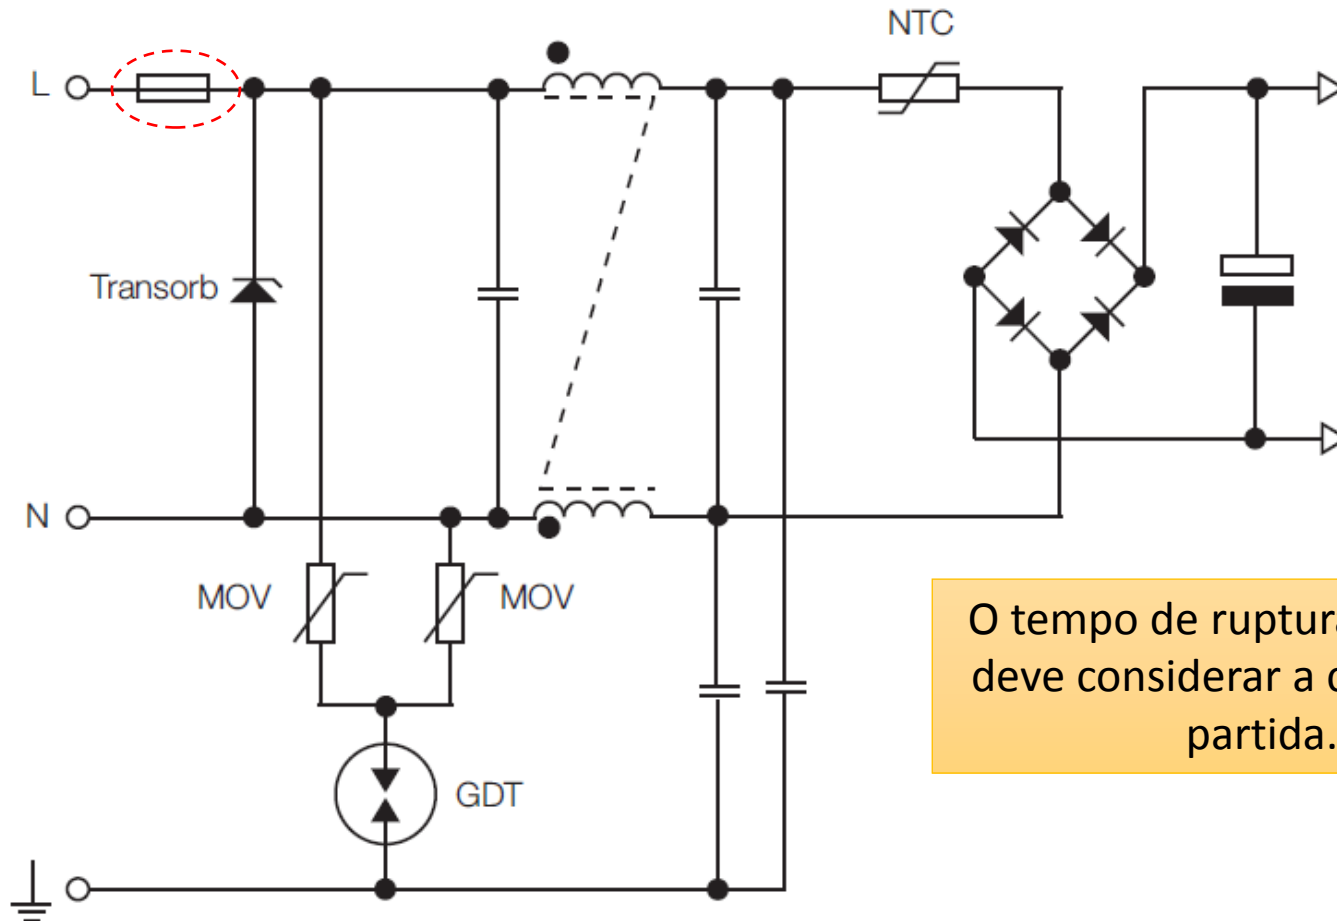 NTC
L
Transorb
N
MOV
MOV
O tempo de ruptura
deve considerar a
partida.
GDT